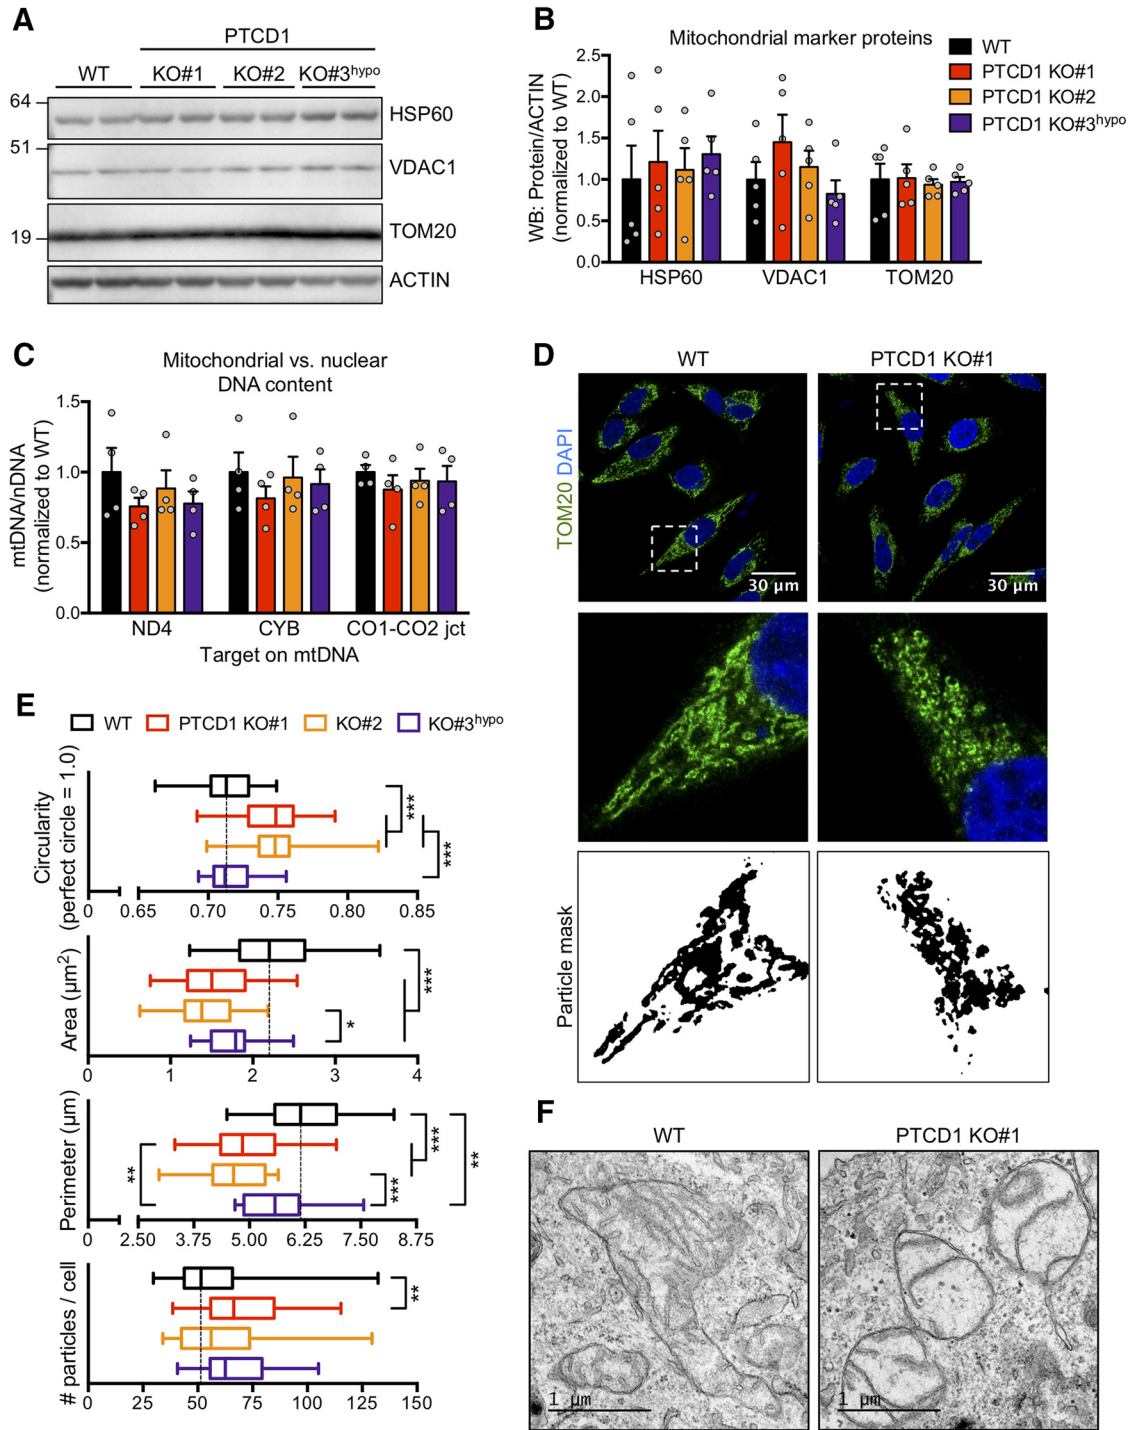 A
PTCD1
WT KO#1 KO#2 KO#3hypo
64
HSP60
51
VDAC1
19
TOM20
ACTIN
B
Mitochondrial marker proteins
WT
PTCD1 KO#1
PTCD1 KO#2
PTCD1 KO#3hypo
WB: Protein/ACTIN
(normalized to WT)
2.5
2.0
1.5
1.0
0.5
0.0
HSP60 VDAC1 TOM20
C
Mitochondrial vs. nuclear
DNA content
mtDNA/nDNA
(normalized to WT)
1.5
1.0
0.5
0.0
ND4 CYB CO1-CO2 jct
Target on mtDNA
D
WT PTCD1 KO#1
TOM20 DAPI
30 µm 30 µm
Particle mask
E
WT PTCD1 KO#1 KO#2 KO#3hypo
Circularity
(perfect circle = 1.0)
***
***
0 0.65 0.70 0.75 0.80 0.85
Area (µm2)
***
*
0 1 2 3 4
Perimeter (µm)
**
***
***
**
0 2.50 3.75 5.00 6.25 7.50 8.75
# particles / cell
**
0 25 50 75 100 125 150
F
WT PTCD1 KO#1
1 µm 1 µm